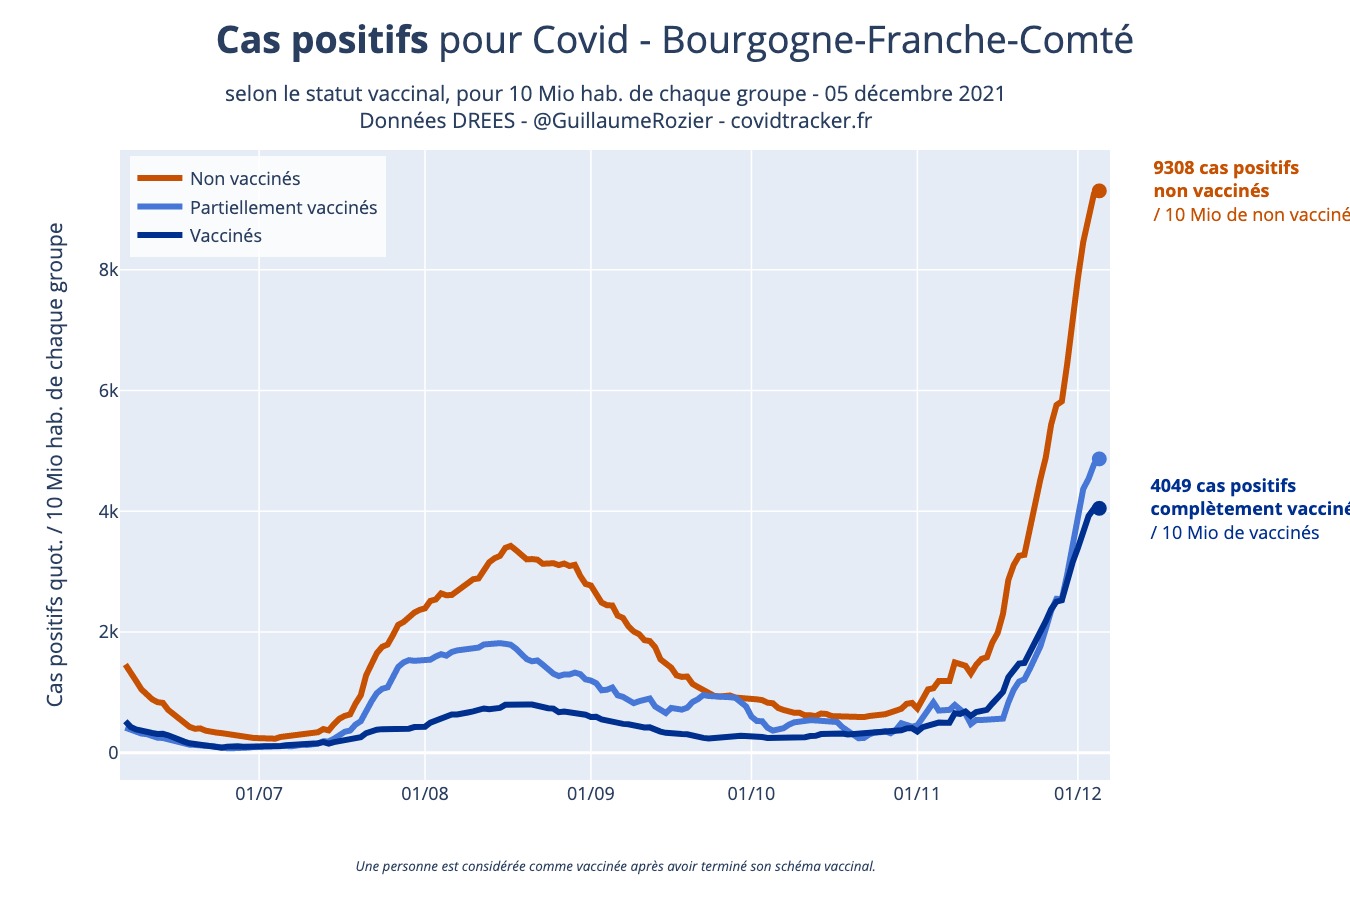 Cas positifs pour Covid - Bourgogne-Franche-Comté
selon le statut vaccinal, pour 10 Mio hab. de chaque groupe - 05 décembre 2021
Données DREES - @GuillaumeRozier - covidtracker.fr
Non vaccinés
Partiellement vaccinés
Vaccinés
9308 cas positifs
non vaccinés
/ 10 Mio de non vacciné
4049 cas positifs
complètement vacciné
/ 10 Mio de vaccinés
Cas positifs quot. / 10 Mio hab. de chaque groupe
8k
6k
4k
2k
0
01/07
01/08
01/09
01/10
01/11
01/12
Une personne est considérée comme vaccinée après avoir terminé son schéma vaccinal.